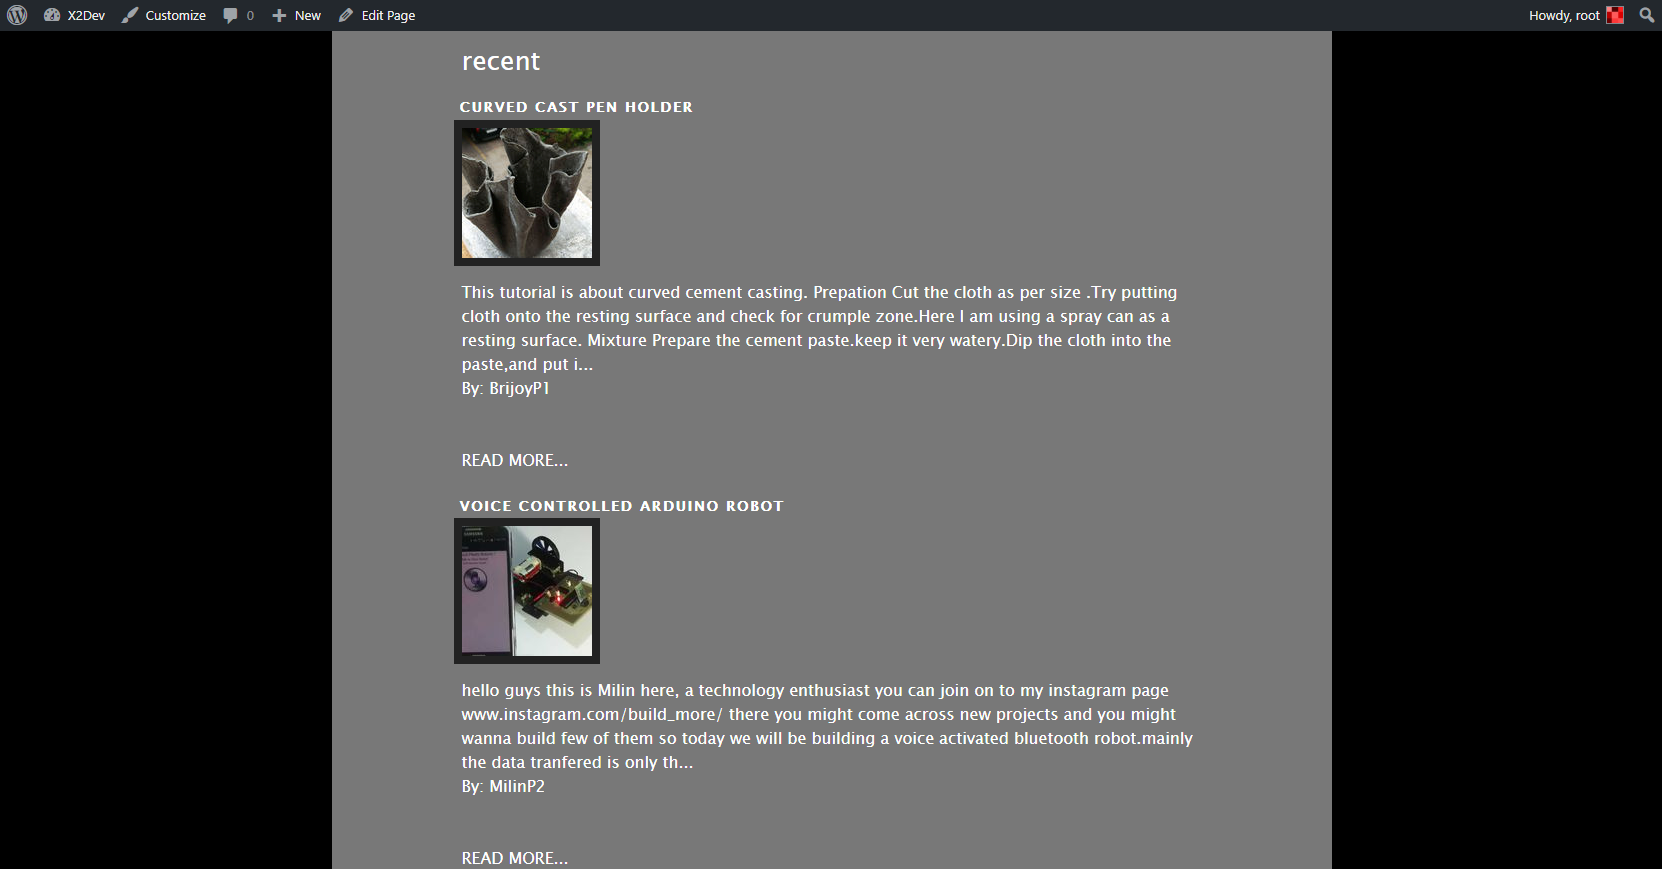 X2Dev Customize 0 New Edit Page Howdy, root
recent
CURVED CAST PEN HOLDER
This tutorial is about curved cement casting. Prepation Cut the cloth as per size .Try putting
cloth onto the resting surface and check for crumple zone.Here I am using a spray can as a
resting surface. Mixture Prepare the cement paste.keep it very watery.Dip the cloth into the
paste,and put i...
By: BrijoyP1
READ MORE...
VOICE CONTROLLED ARDUINO ROBOT
hello guys this is Milin here, a technology enthusiast you can join on to my instagram page
www.instagram.com/build_more/ there you might come across new projects and you might
wanna build few of them so today we will be building a voice activated bluetooth robot.mainly
the data tranfered is only th...
By: MilinP2
READ MORE...